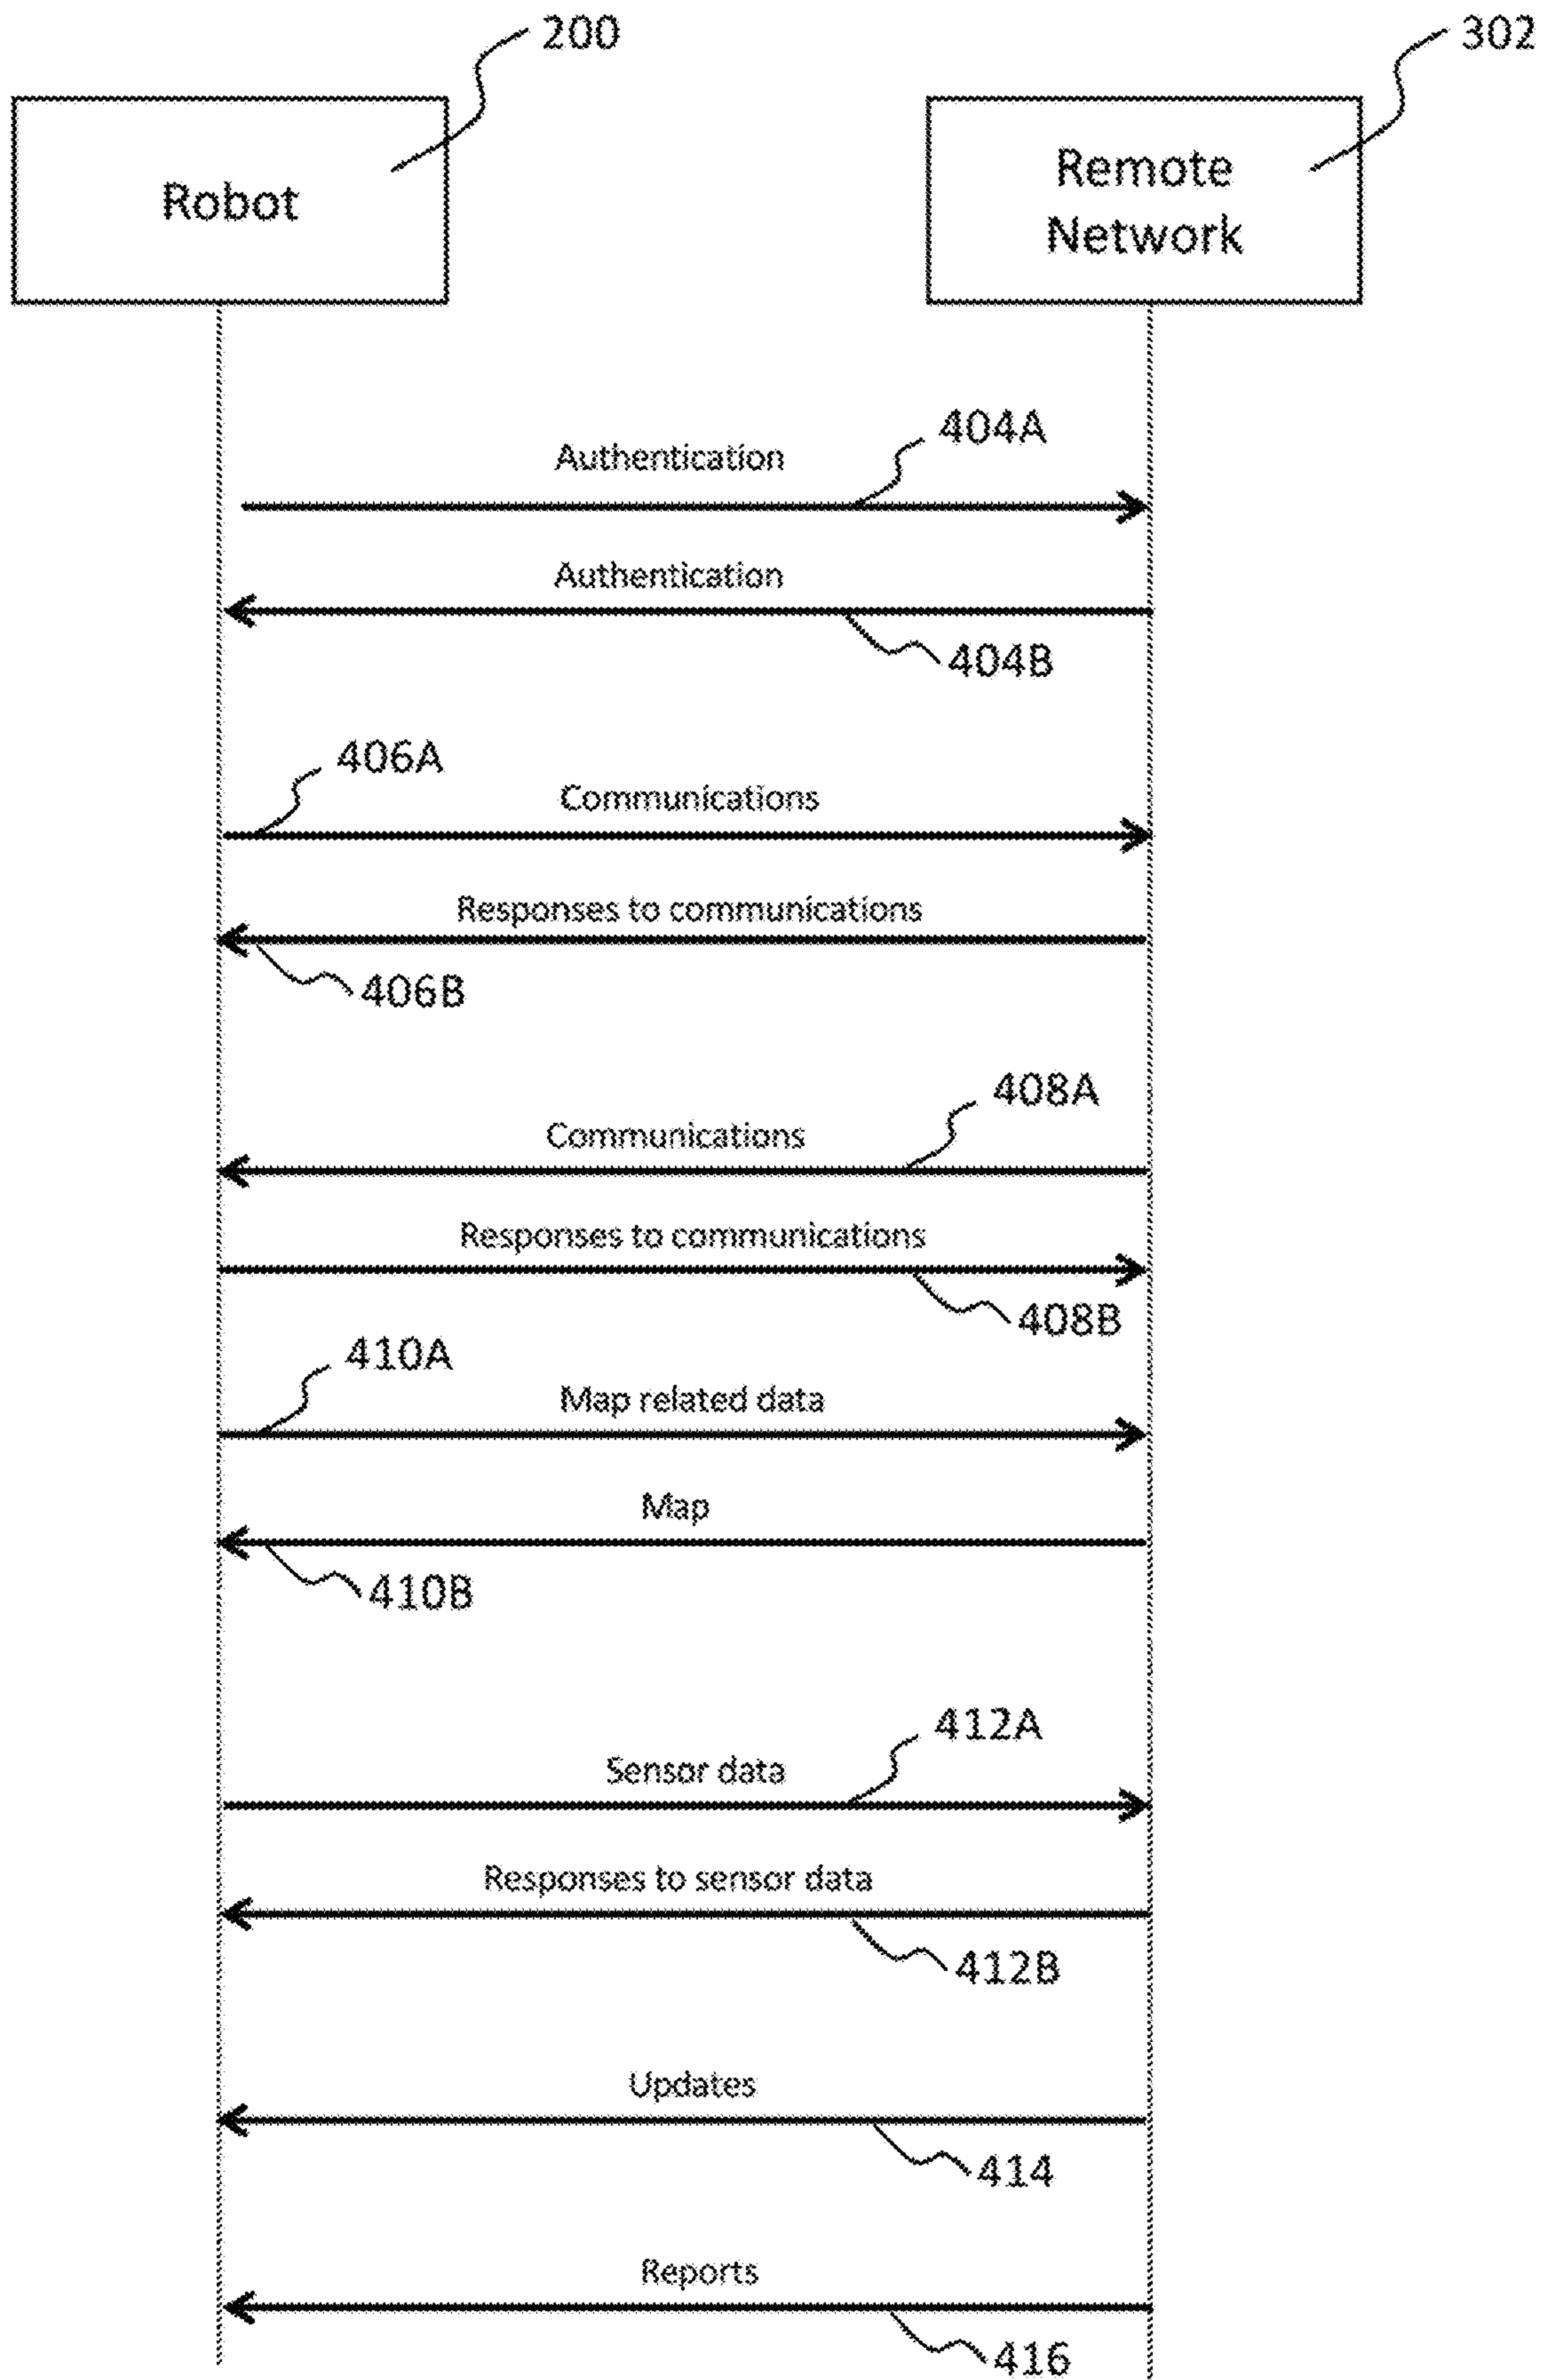 200
302
Robot
Remote
Network
404A
Authentication
Authentication
404B
406A
Communications
Responses to communications
406B
408A
Communications
Responses to communications
408B
410A
Map related data
Map
410B
412A
Sensor data
Responses to sensor data
412B
Updates
414
Reports
416